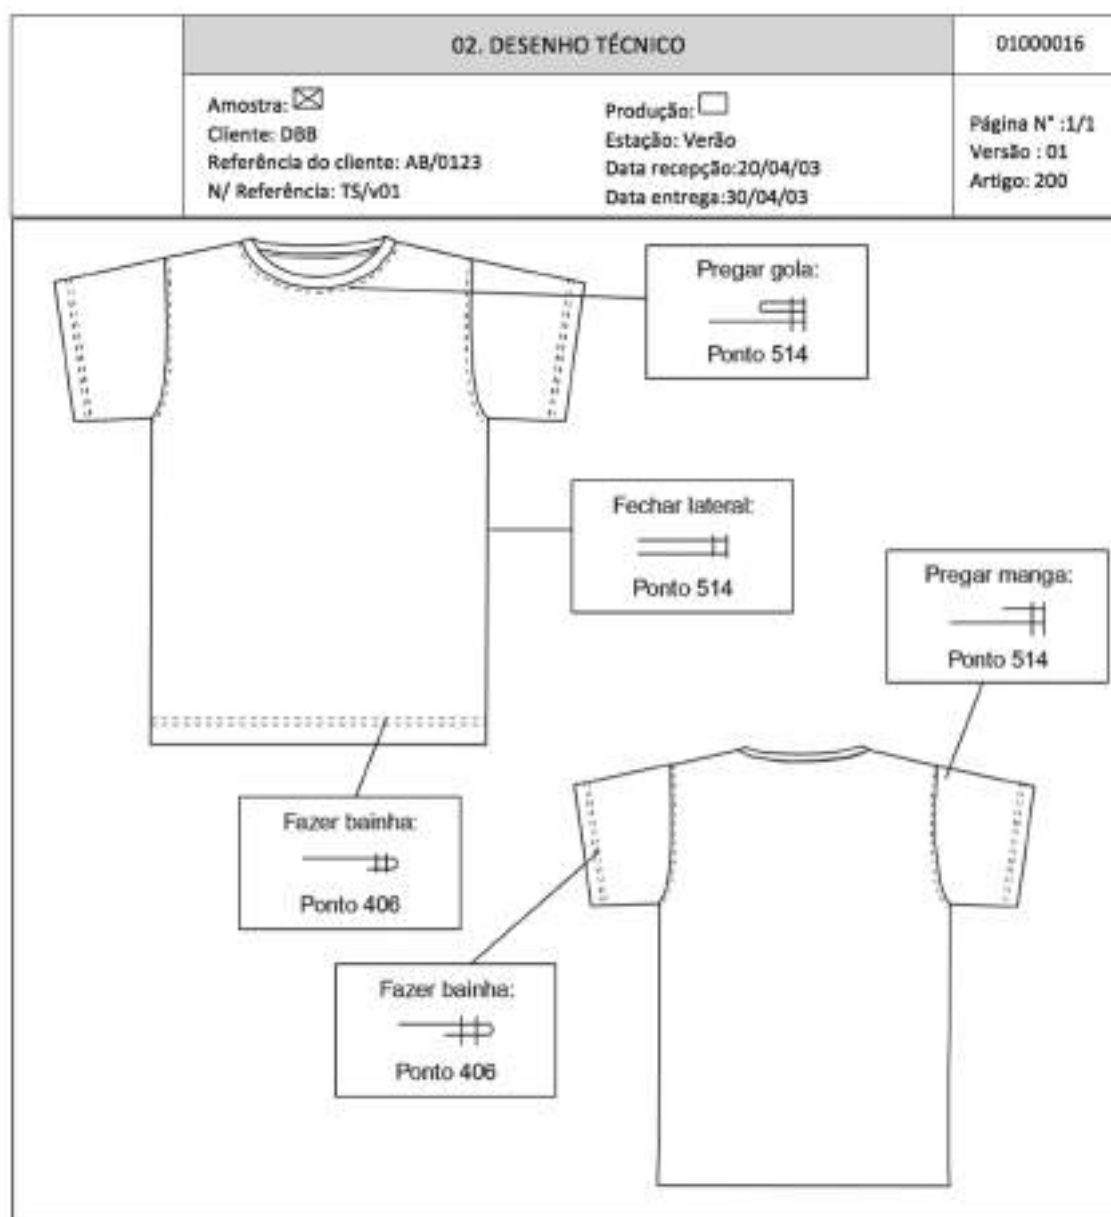 02. DESENHO TÉCNICO
01000016
Amostra:
Cliente: DBB
Referência do cliente: AB/0123
N/ Referência: TS/v01
Produção:
Estação: Verão
Data recepção:20/04/03
Data entrega:30/04/03
Página N° :1/1
Versão : 01
Artigo: 200
Pregar gola:
Ponto 514
Fechar lateral:
Ponto 514
Pregar manga:
Ponto 514
Fazer bainha:
Ponto 406
Fazer bainha:
Ponto 406